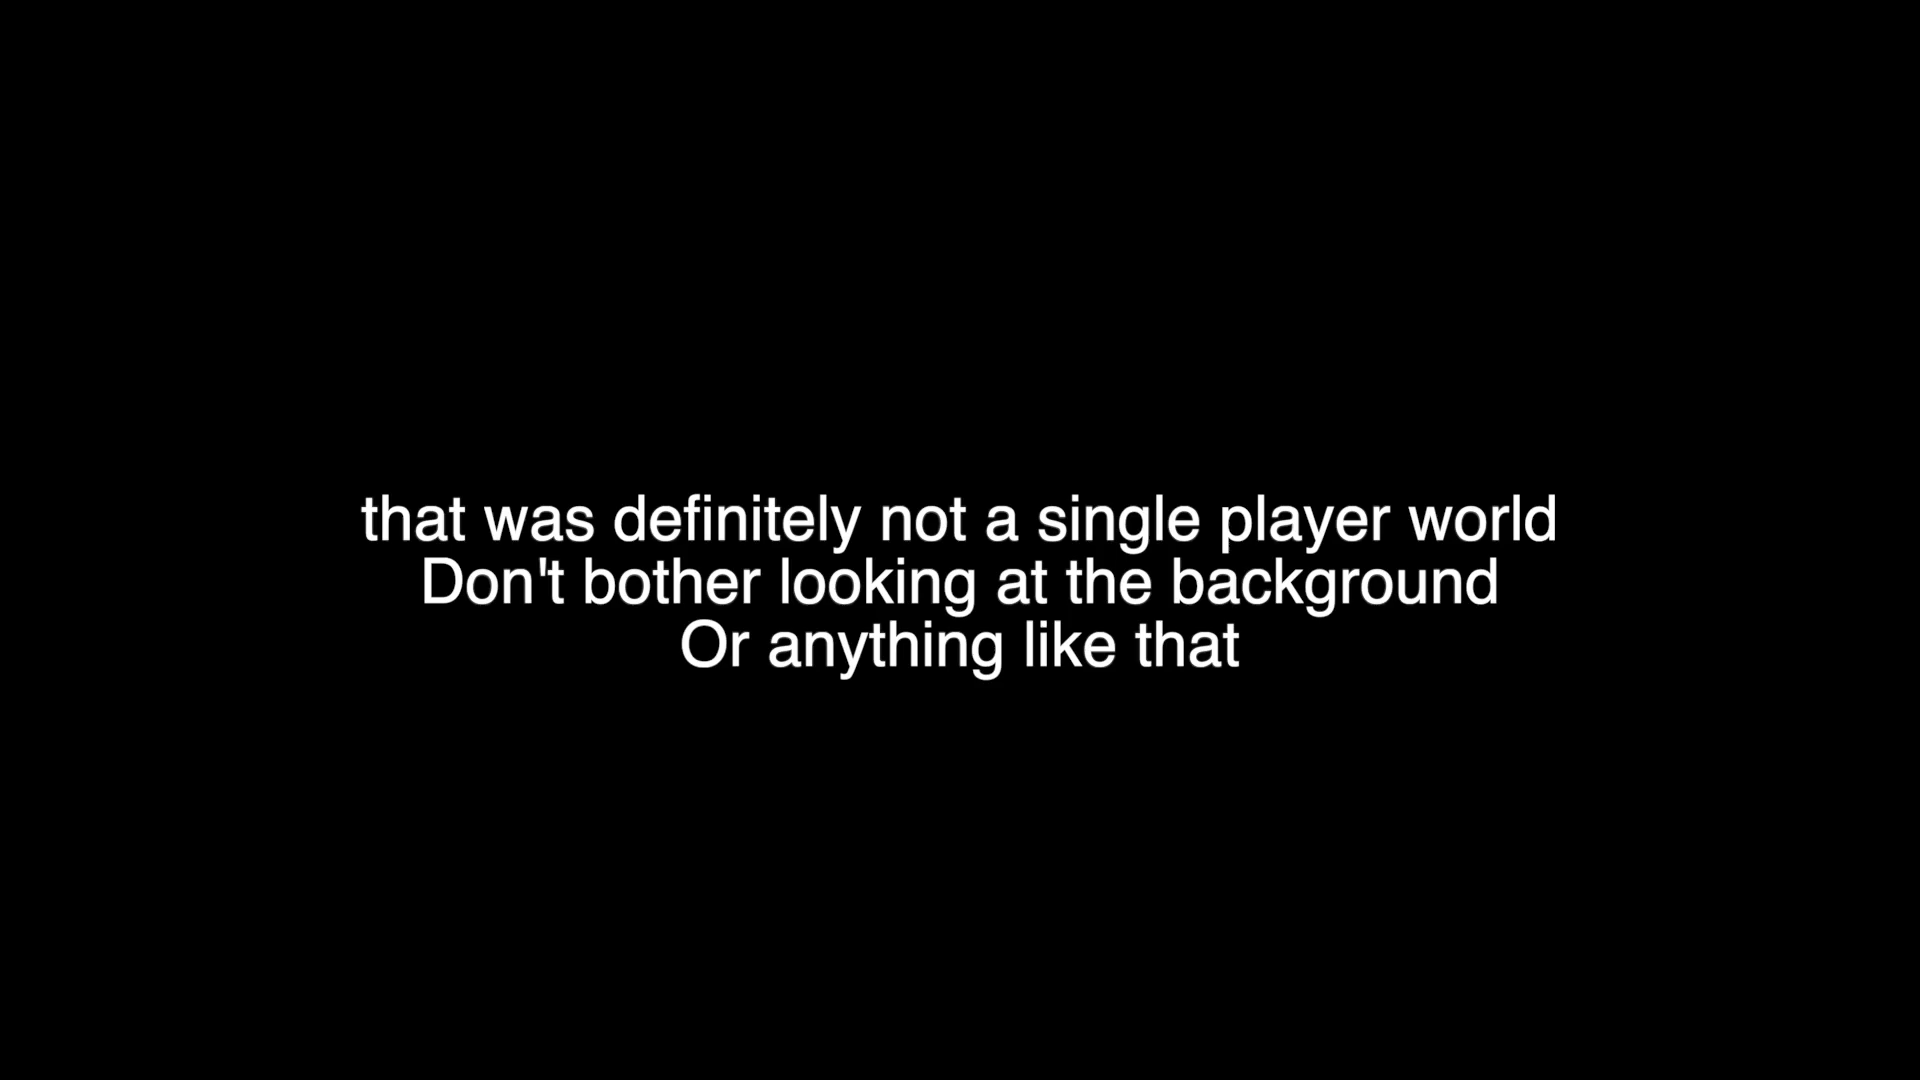 that was definitely not a single player world
Don't bother looking at the background
Or anything like that